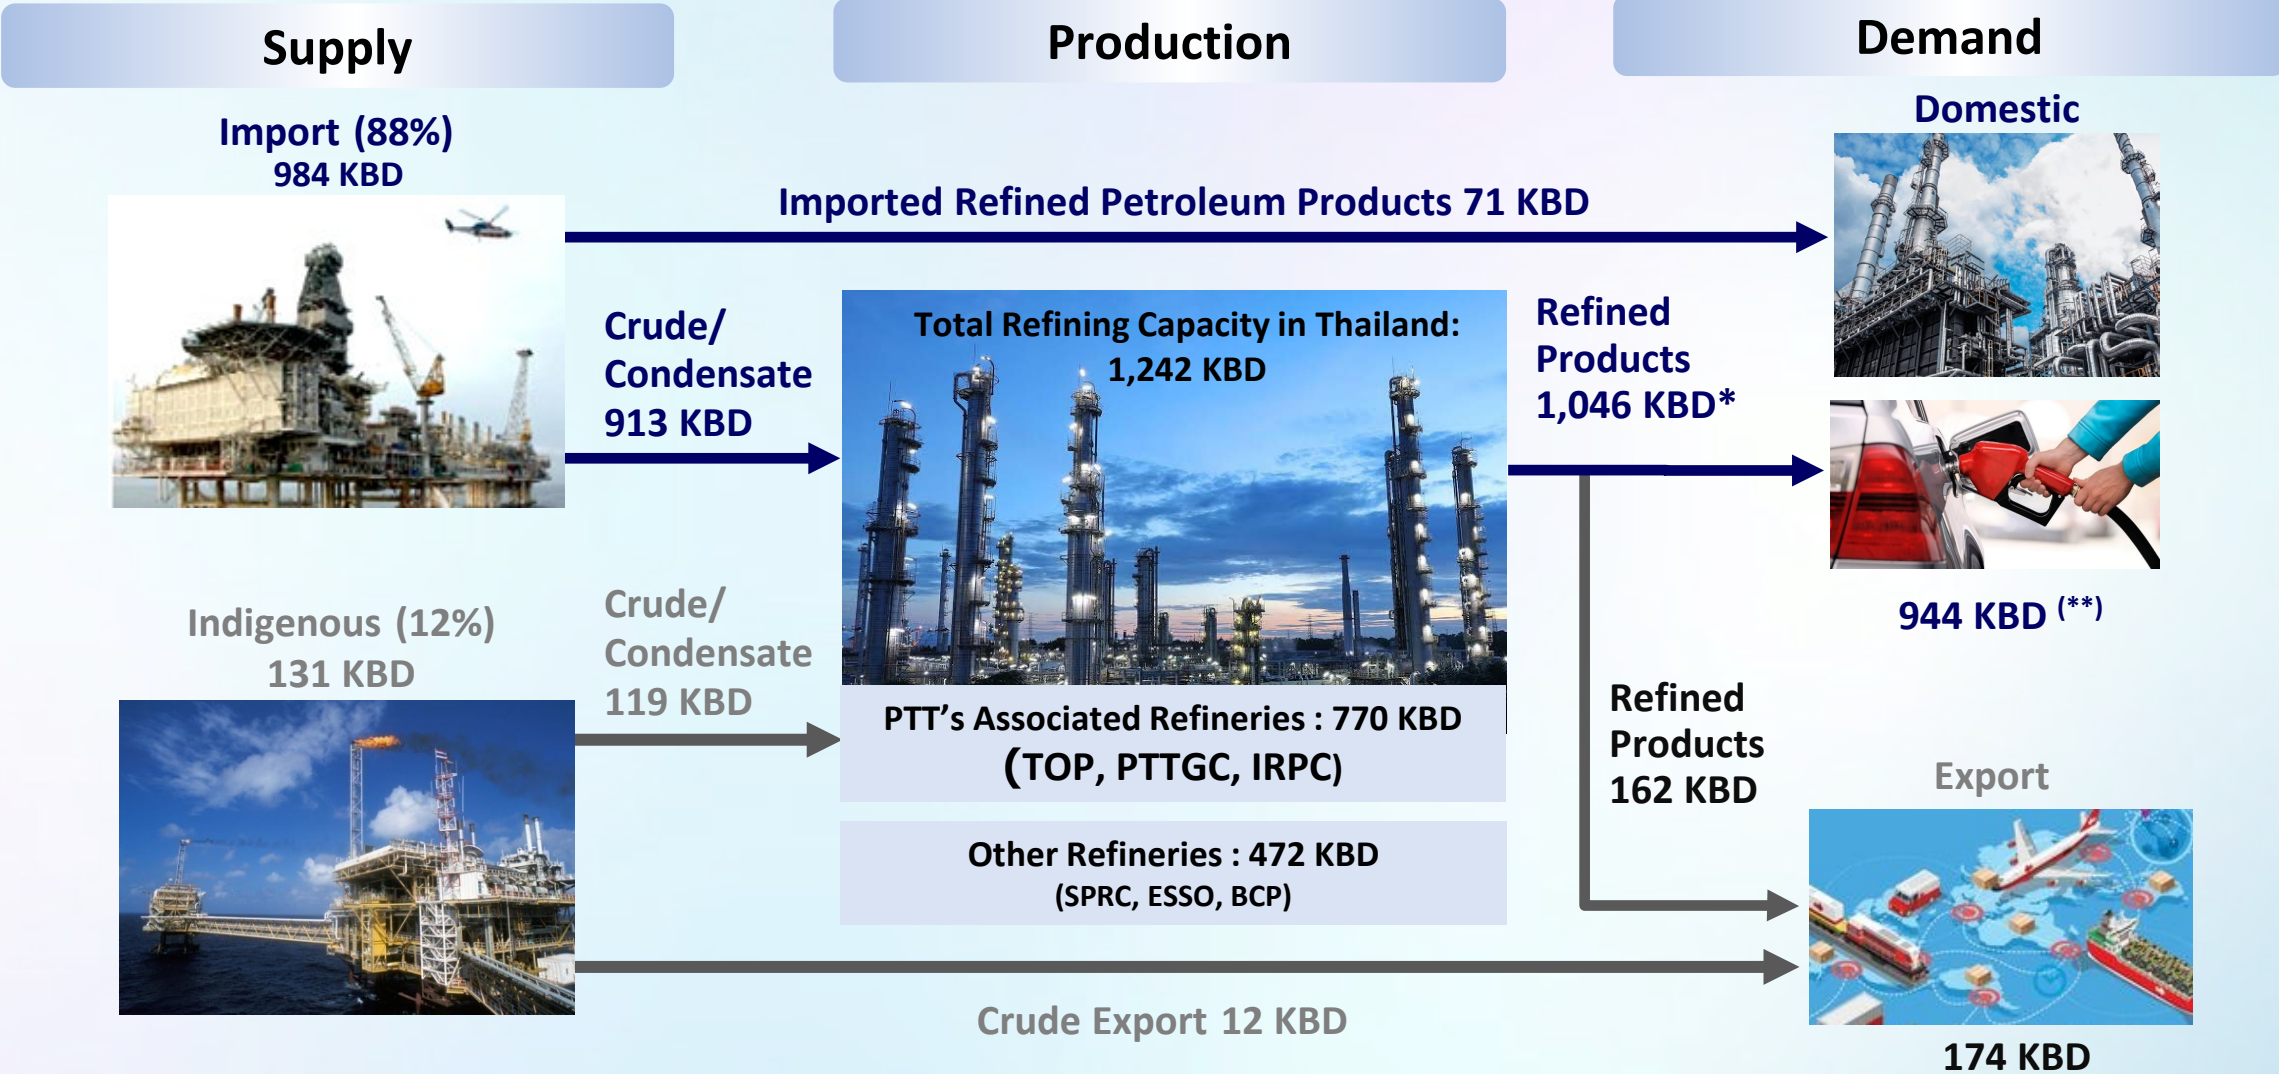 Supply
Production
Demand
Import (88%)
984 KBD
Imported Refined Petroleum Products 71 KBD
Domestic
Crude/
Condensate
913 KBD
Total Refining Capacity in Thailand:
1,242 KBD
Refined
Products
1,046 KBD*
944 KBD (**)
Indigenous (12%)
131 KBD
Crude/
Condensate
119 KBD
PTT’s Associated Refineries : 770 KBD
(TOP, PTTGC, IRPC)
Other Refineries : 472 KBD
(SPRC, ESSO, BCP)
Refined
Products
162 KBD
Export
Crude Export 12 KBD
174 KBD